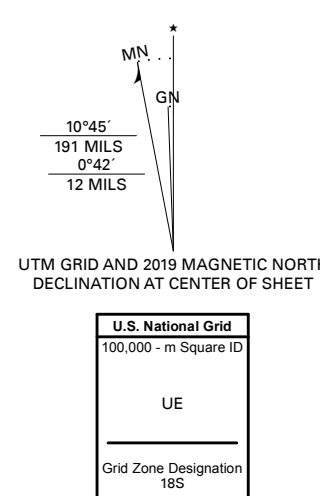 ★
MN
GN
10°45´
191 MILS
0°42´
12 MILS
UTM GRID AND 2019 MAGNETIC NORTH
DECLINATION AT CENTER OF SHEET
U.S. National Grid
100,000 - m Square ID
UE
Grid Zone Designation
18S